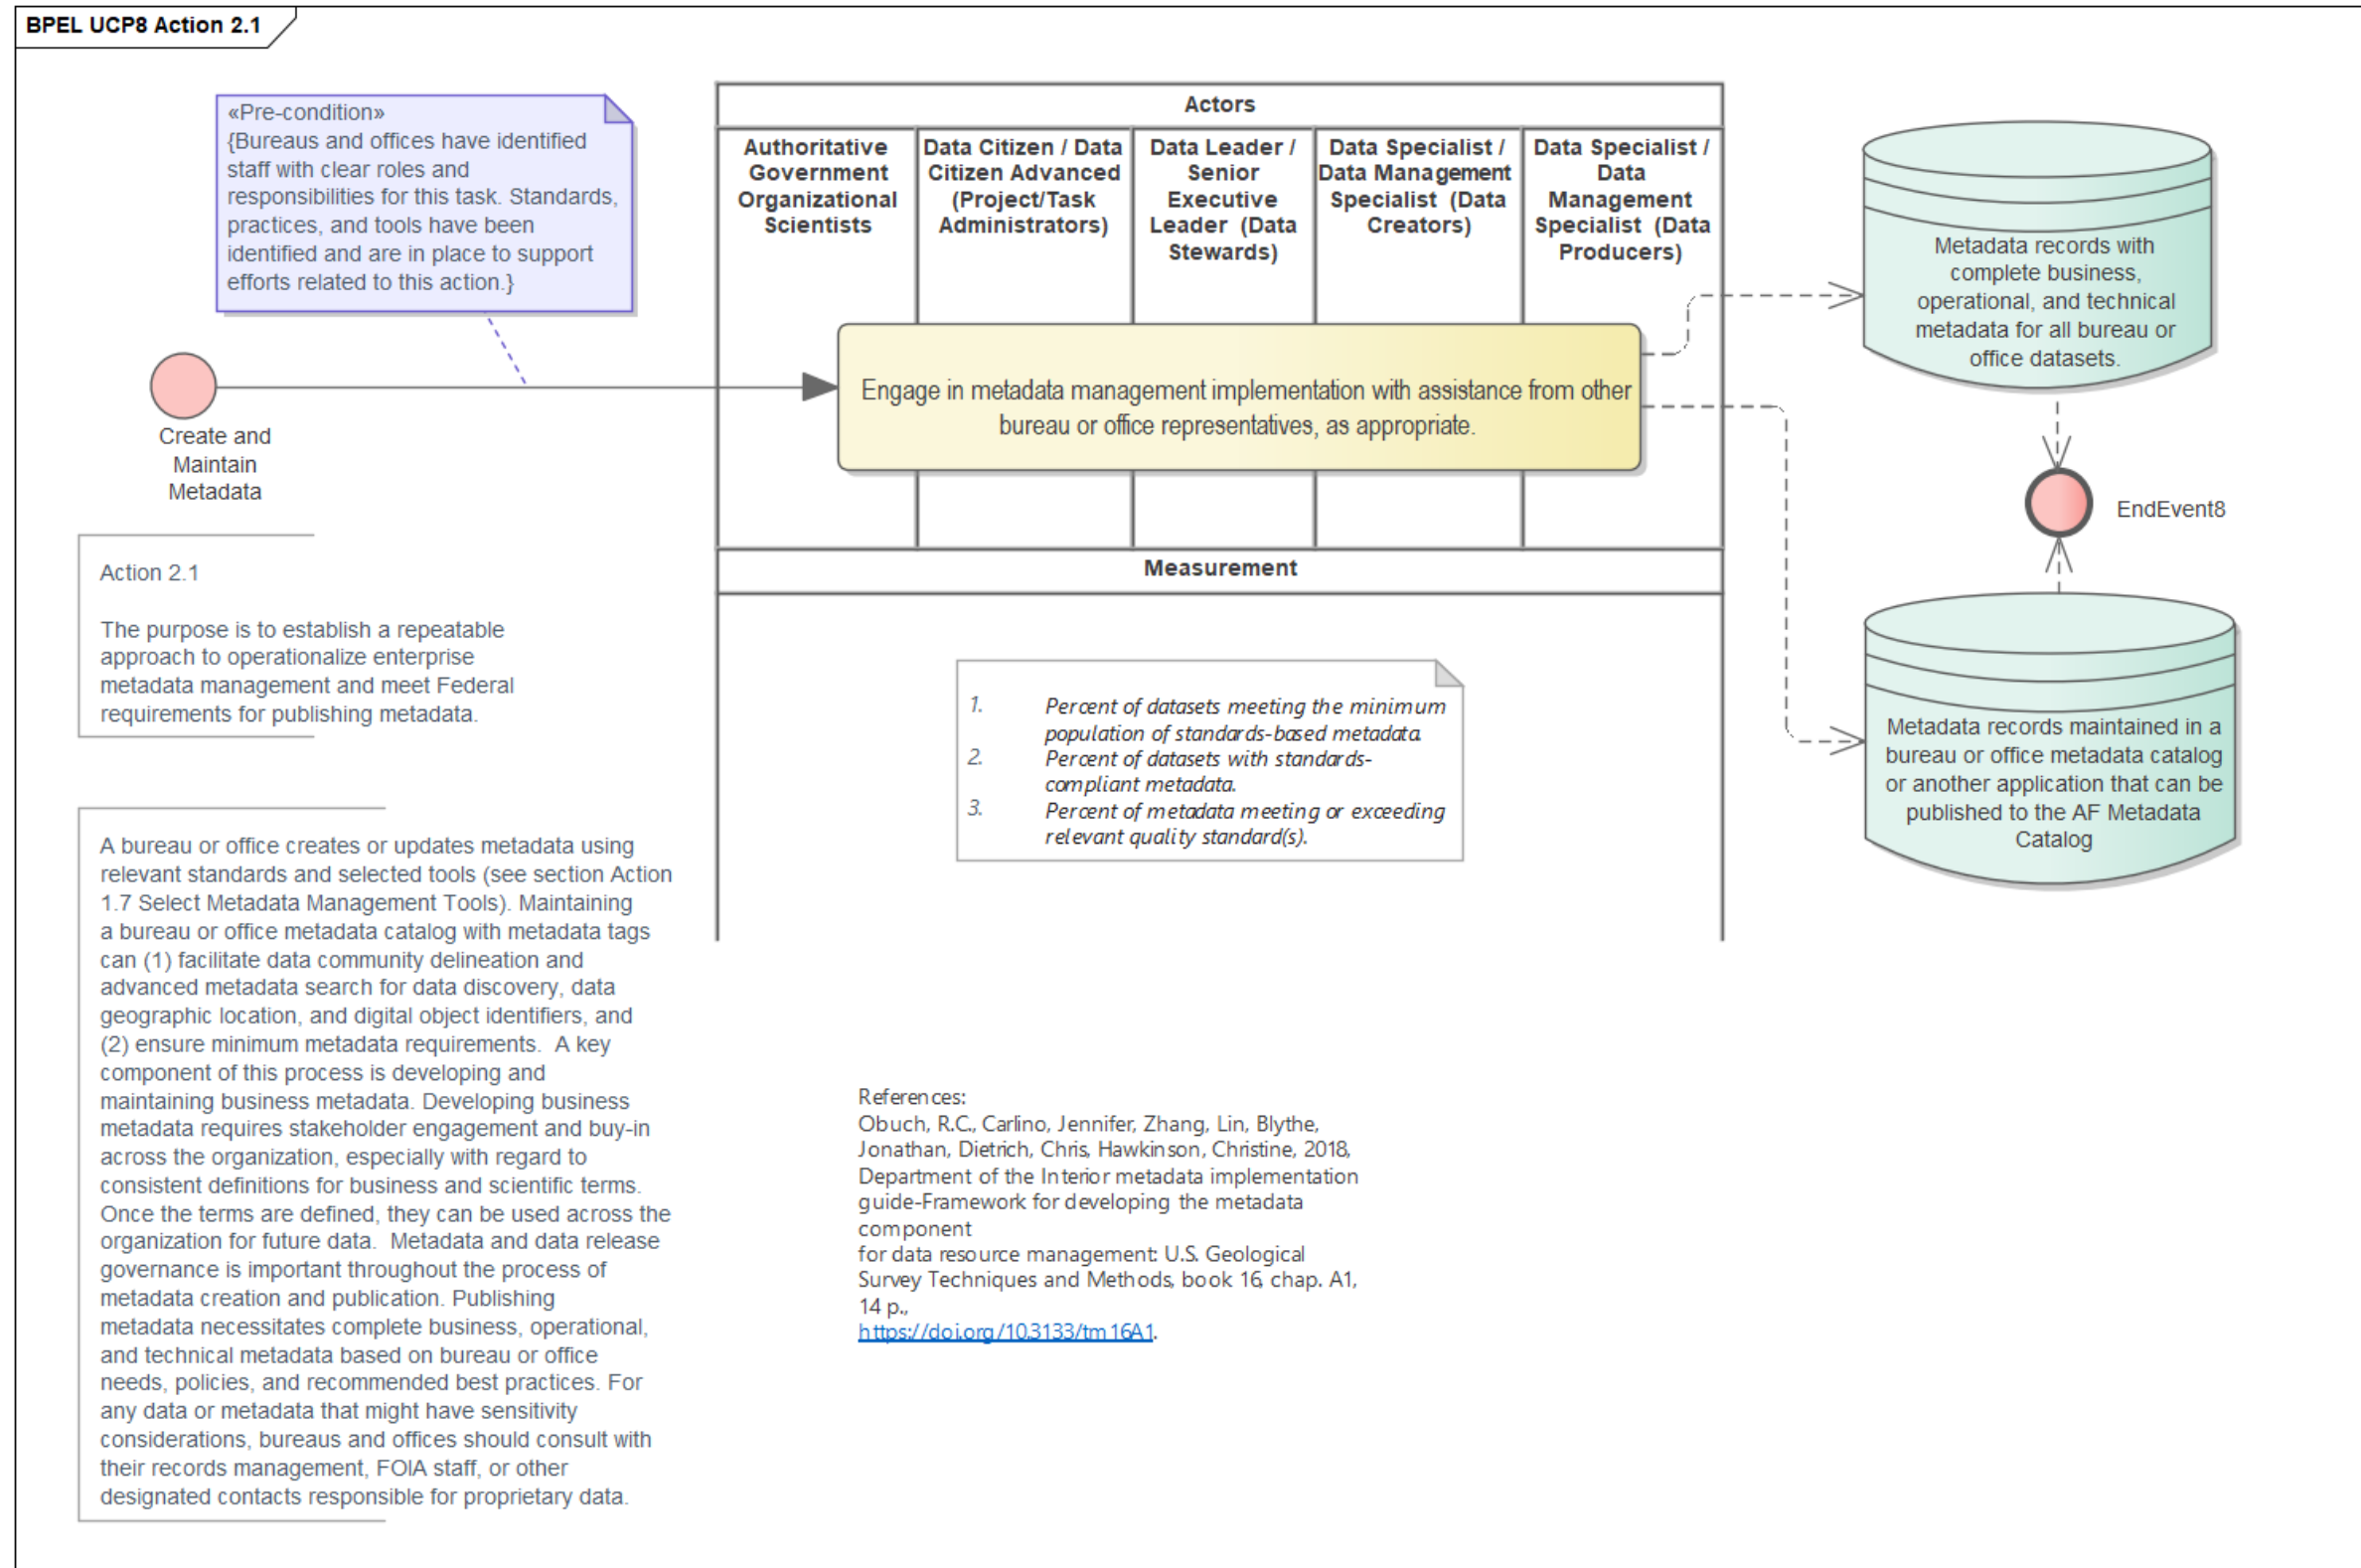 BPEL UCP8 Action 2.1
«Pre-condition»
{Bureaus and offices have identified
staff with clear roles and
responsibilities for this task. Standards,
practices, and tools have been
identified and are in place to support
efforts related to this action.}
Create and
Maintain
Metadata
Actors
Authoritative
Government
Organizational
Scientists
Data Citizen / Data
Citizen Advanced
(Project/Task
Administrators)
Data Leader /
Senior
Executive
Leader (Data
Stewards)
Data Specialist /
Data Management
Specialist (Data
Creators)
Data Specialist /
Data
Management
Specialist (Data
Producers)
Engage in metadata management implementation with assistance from other
bureau or office representatives, as appropriate.
Metadata records with
complete business,
operational, and technical
metadata for all bureau or
office datasets.
EndEvent8
Metadata records maintained in a
bureau or office metadata catalog
or another application that can be
published to the AF Metadata
Catalog
Measurement
1. Percent of datasets meeting the minimum
population of standards-based metadata.
2. Percent of datasets with standards-
compliant metadata.
3. Percent of metadata meeting or exceeding
relevant quality standard(s).
Action 2.1
The purpose is to establish a repeatable
approach to operationalize enterprise
metadata management and meet Federal
requirements for publishing metadata.
A bureau or office creates or updates metadata using
relevant standards and selected tools (see section Action
1.7 Select Metadata Management Tools). Maintaining
a bureau or office metadata catalog with metadata tags
can (1) facilitate data community delineation and
advanced metadata search for data discovery, data
geographic location, and digital object identifiers, and
(2) ensure minimum metadata requirements. A key
component of this process is developing and
maintaining business metadata. Developing business
metadata requires stakeholder engagement and buy-in
across the organization, especially with regard to
consistent definitions for business and scientific terms.
Once the terms are defined, they can be used across the
organization for future data. Metadata and data release
governance is important throughout the process of
metadata creation and publication. Publishing
metadata necessitates complete business, operational,
and technical metadata based on bureau or office
needs, policies, and recommended best practices. For
any data or metadata that might have sensitivity
considerations, bureaus and offices should consult with
their records management, FOIA staff, or other
designated contacts responsible for proprietary data.
References:
Obuch, R.C., Carlino, Jennifer, Zhang, Lin, Blythe,
Jonathan, Dietrich, Chris, Hawkinson, Christine, 2018,
Department of the Interior metadata implementation
guide-Framework for developing the metadata
component
for data resource management: U.S. Geological
Survey Techniques and Methods, book 16, chap. A1,
14 p.,
https://doi.org/10.3133/tm16A1.